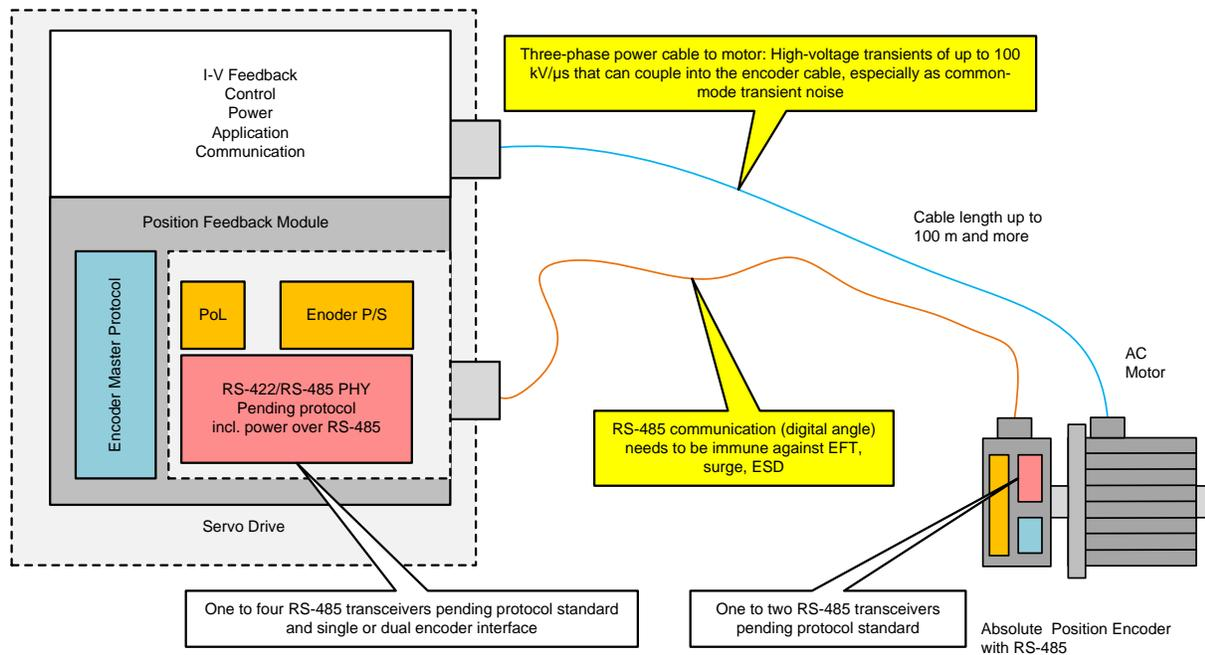 I-V Feedback
Control
Power
Application
Communication
Three-phase power cable to motor: High-voltage transients of up to 100
kV/µs that can couple into the encoder cable, especially as common-
mode transient noise
Position Feedback Module
Cable length up to
100 m and more
Encoder Master Protocol
PoL
Enoder P/S
RS-422/RS-485 PHY
Pending protocol
incl. power over RS-485
AC
Motor
RS-485 communication (digital angle)
needs to be immune against EFT,
surge, ESD
Servo Drive
One to four RS-485 transceivers pending protocol standard
and single or dual encoder interface
One to two RS-485 transceivers
pending protocol standard
Absolute Position Encoder
with RS-485